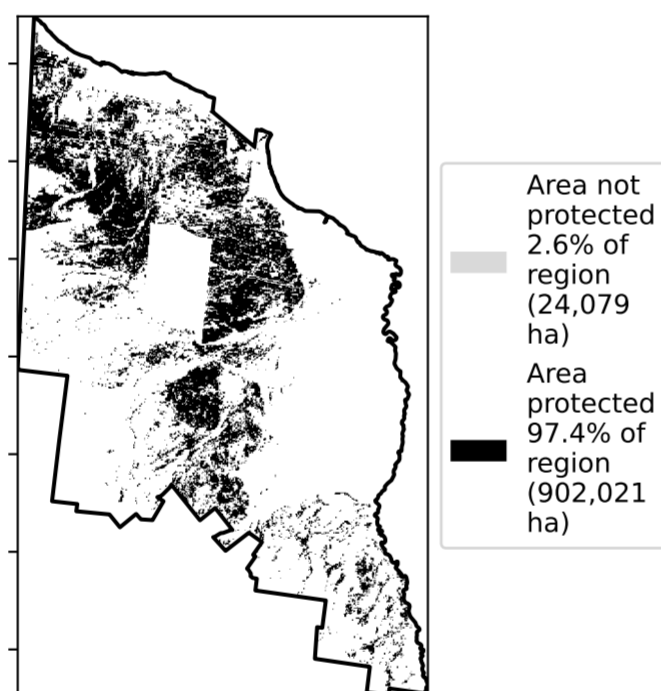 Area not
protected
2.6% of
region
(24,079
ha)
Area
protected
97.4% of
region
(902,021
ha)